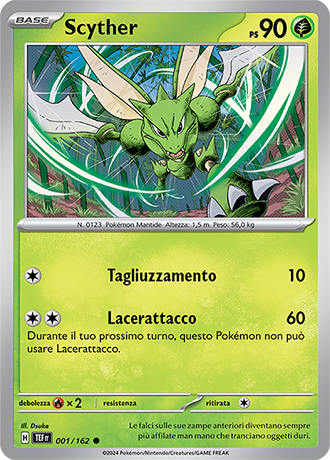 BASE
Scyther
PS 90
N. 0123 Pokémon Mantide Altezza: 1,5 m Peso: 56,0 kg
Tagliuzzamento 10
Lacerattacco 60
Durante il tuo prossimo turno, questo Pokémon non può
usare Lacerattacco.
debolezza ×2 resistenza ritirata
Ill. Dsuke
Le falci sulle sue zampe anteriori diventano sempre
più affilate man mano che tranciano oggetti duri.
H TEF IT 001/162
©2024 Pokémon/Nintendo/Creatures/GAME FREAK